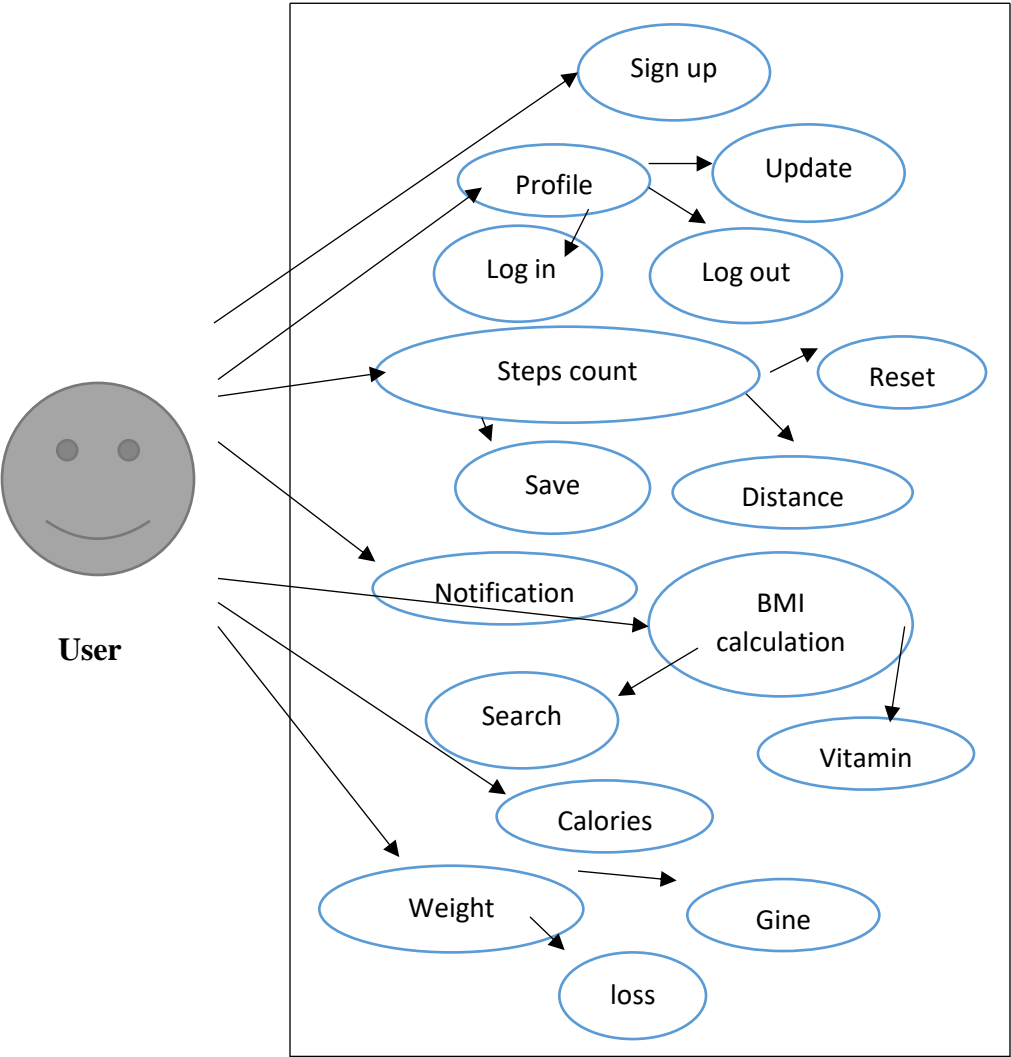 Sign up
Update
Profile
Log in
Log out
Steps count
Reset
Save
Distance
Notification
BMI
calculation
User
Search
Vitamin
Calories
Weight
Gine
loss